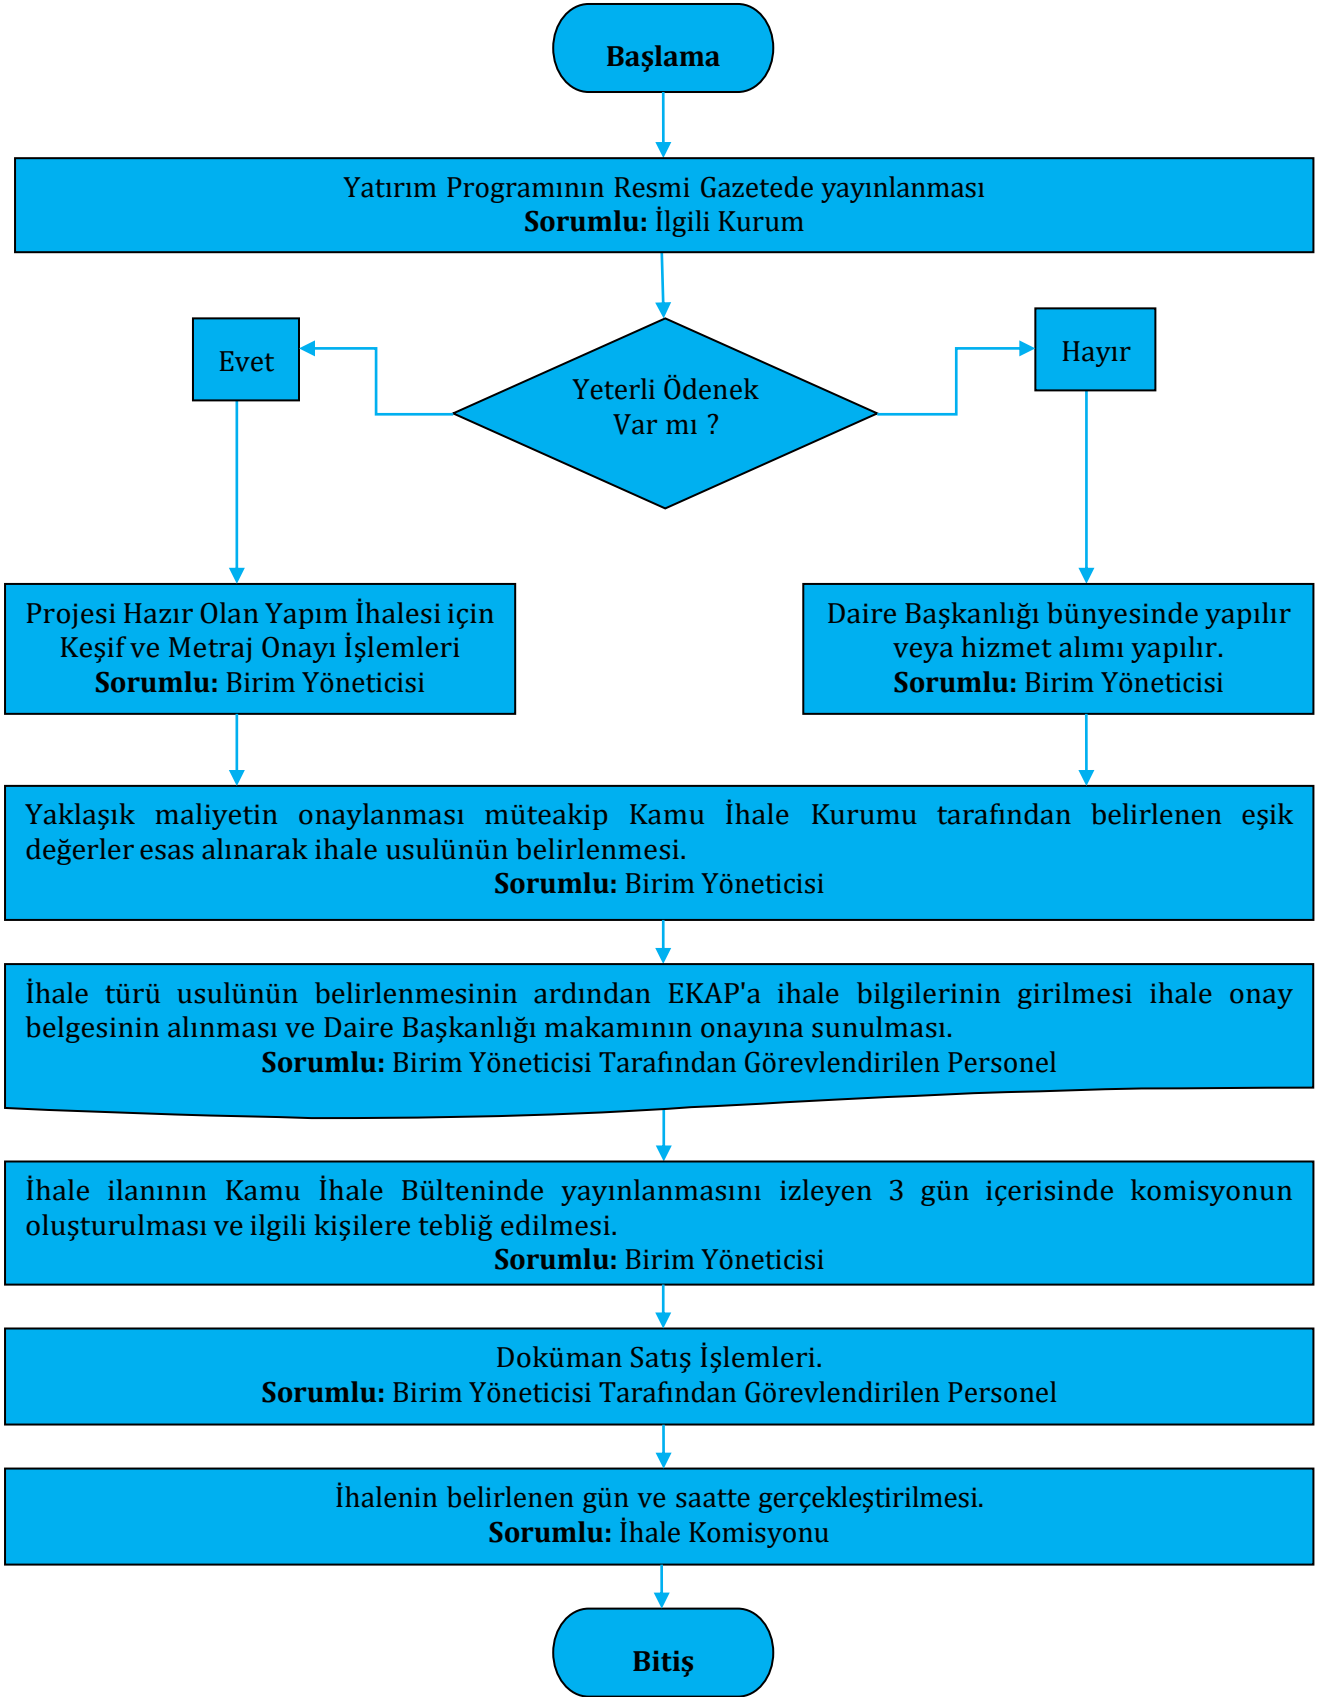 Başlama
Yatırım Programının Resmi Gazetede yayınlanması
Sorumlu: İlgili Kurum
Evet
Yeterli Ödenek
Var mı ?
Hayır
Projesi Hazır Olan Yapım İhalesi için
Keşif ve Metraj Onayı İşlemleri
Sorumlu: Birim Yöneticisi
Daire Başkanlığı bünyesinde yapılır
veya hizmet alımı yapılır.
Sorumlu: Birim Yöneticisi
Yaklaşık maliyetin onaylanması müteakip Kamu İhale Kurumu tarafından belirlenen eşik
değerler esas alınarak ihale usulünün belirlenmesi.
Sorumlu: Birim Yöneticisi
İhale türü usulünün belirlenmesinin ardından EKAP'a ihale bilgilerinin girilmesi ihale onay
belgesinin alınması ve Daire Başkanlığı makamının onayına sunulması.
Sorumlu: Birim Yöneticisi Tarafından Görevlendirilen Personel
İhale ilanının Kamu İhale Bülteninde yayınlanmasını izleyen 3 gün içerisinde komisyonun
oluşturulması ve ilgili kişilere tebliğ edilmesi.
Sorumlu: Birim Yöneticisi
Doküman Satış İşlemleri.
Sorumlu: Birim Yöneticisi Tarafından Görevlendirilen Personel
İhalenin belirlenen gün ve saatte gerçekleştirilmesi.
Sorumlu: İhale Komisyonu
Bitiş